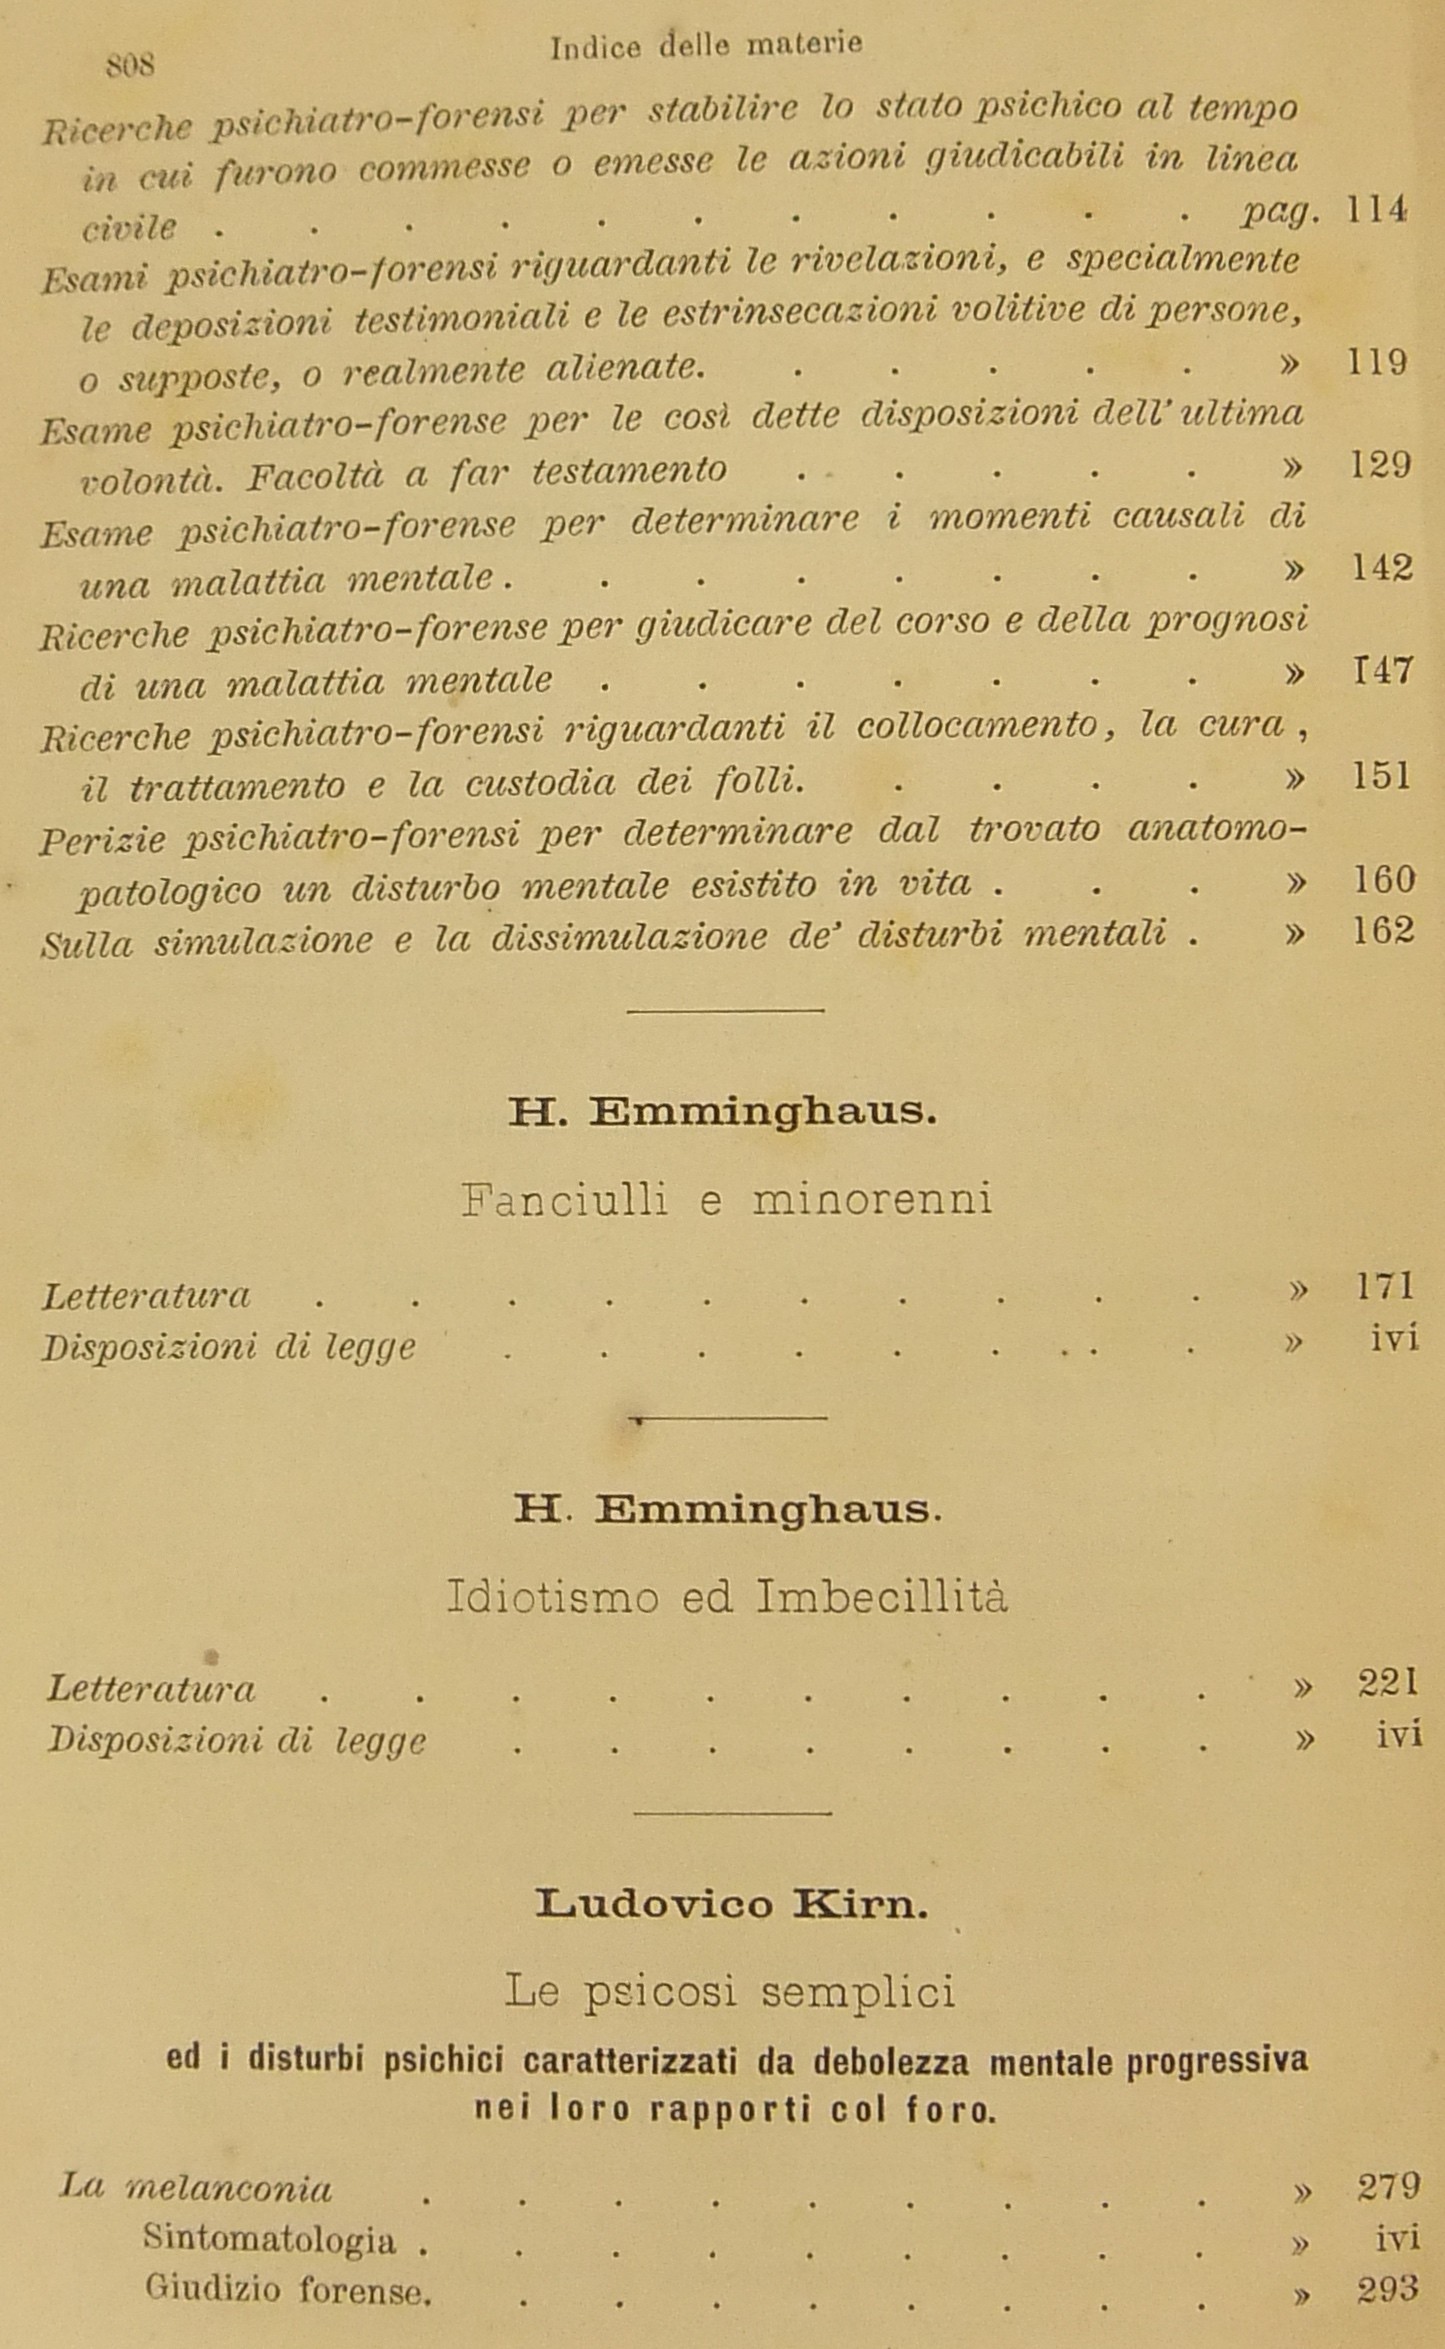 808
Indice delle materie
Ricerche psichiatro-forensi per stabilire lo stato psichico al tempo
in cui furono commesse o emesse le azioni giudicabili in linea
civile . . . . . . . . . . . pag. 114
Esami psichiatro-forensi riguardanti le rivelazioni, e specialmente
le deposizioni testimoniali e le estrinsecazioni volitive di persone,
o supposte, o realmente alienate. . . . . . » 119
Esame psichiatro-forense per le così dette disposizioni dell'ultima
volontà. Facoltà a far testamento . . . . . » 129
Esame psichiatro-forense per determinare i momenti causali di
una malattia mentale . . . . . . . . » 142
Ricerche psichiatro-forense per giudicare del corso e della prognosi
di una malattia mentale . . . . . . . » 147
Ricerche psichiatro-forensi riguardanti il collocamento, la cura ,
il trattamento e la custodia dei folli. . . . . » 151
Perizie psichiatro-forensi per determinare dal trovato anatomo-
patologico un disturbo mentale esistito in vita . . . » 160
Sulla simulazione e la dissimulazione de' disturbi mentali . » 162
H. Emminghaus.
Fanciulli e minorenni
Letteratura . . . . . . . . . . » 171
Disposizioni di legge . . . . . . . . . » ivi
H. Emminghaus.
Idiotismo ed Imbecillità
Letteratura . . . . . . . . . . » 221
Disposizioni di legge . . . . . . . . » ivi
Ludovico Kirn.
Le psicosi semplici
ed i disturbi psichici caratterizzati da debolezza mentale progressiva
nei loro rapporti col foro.
La melanconia . . . . . . . . . » 279
Sintomatologia . . . . . . . . . » ivi
Giudizio forense. . . . . . . . . » 293